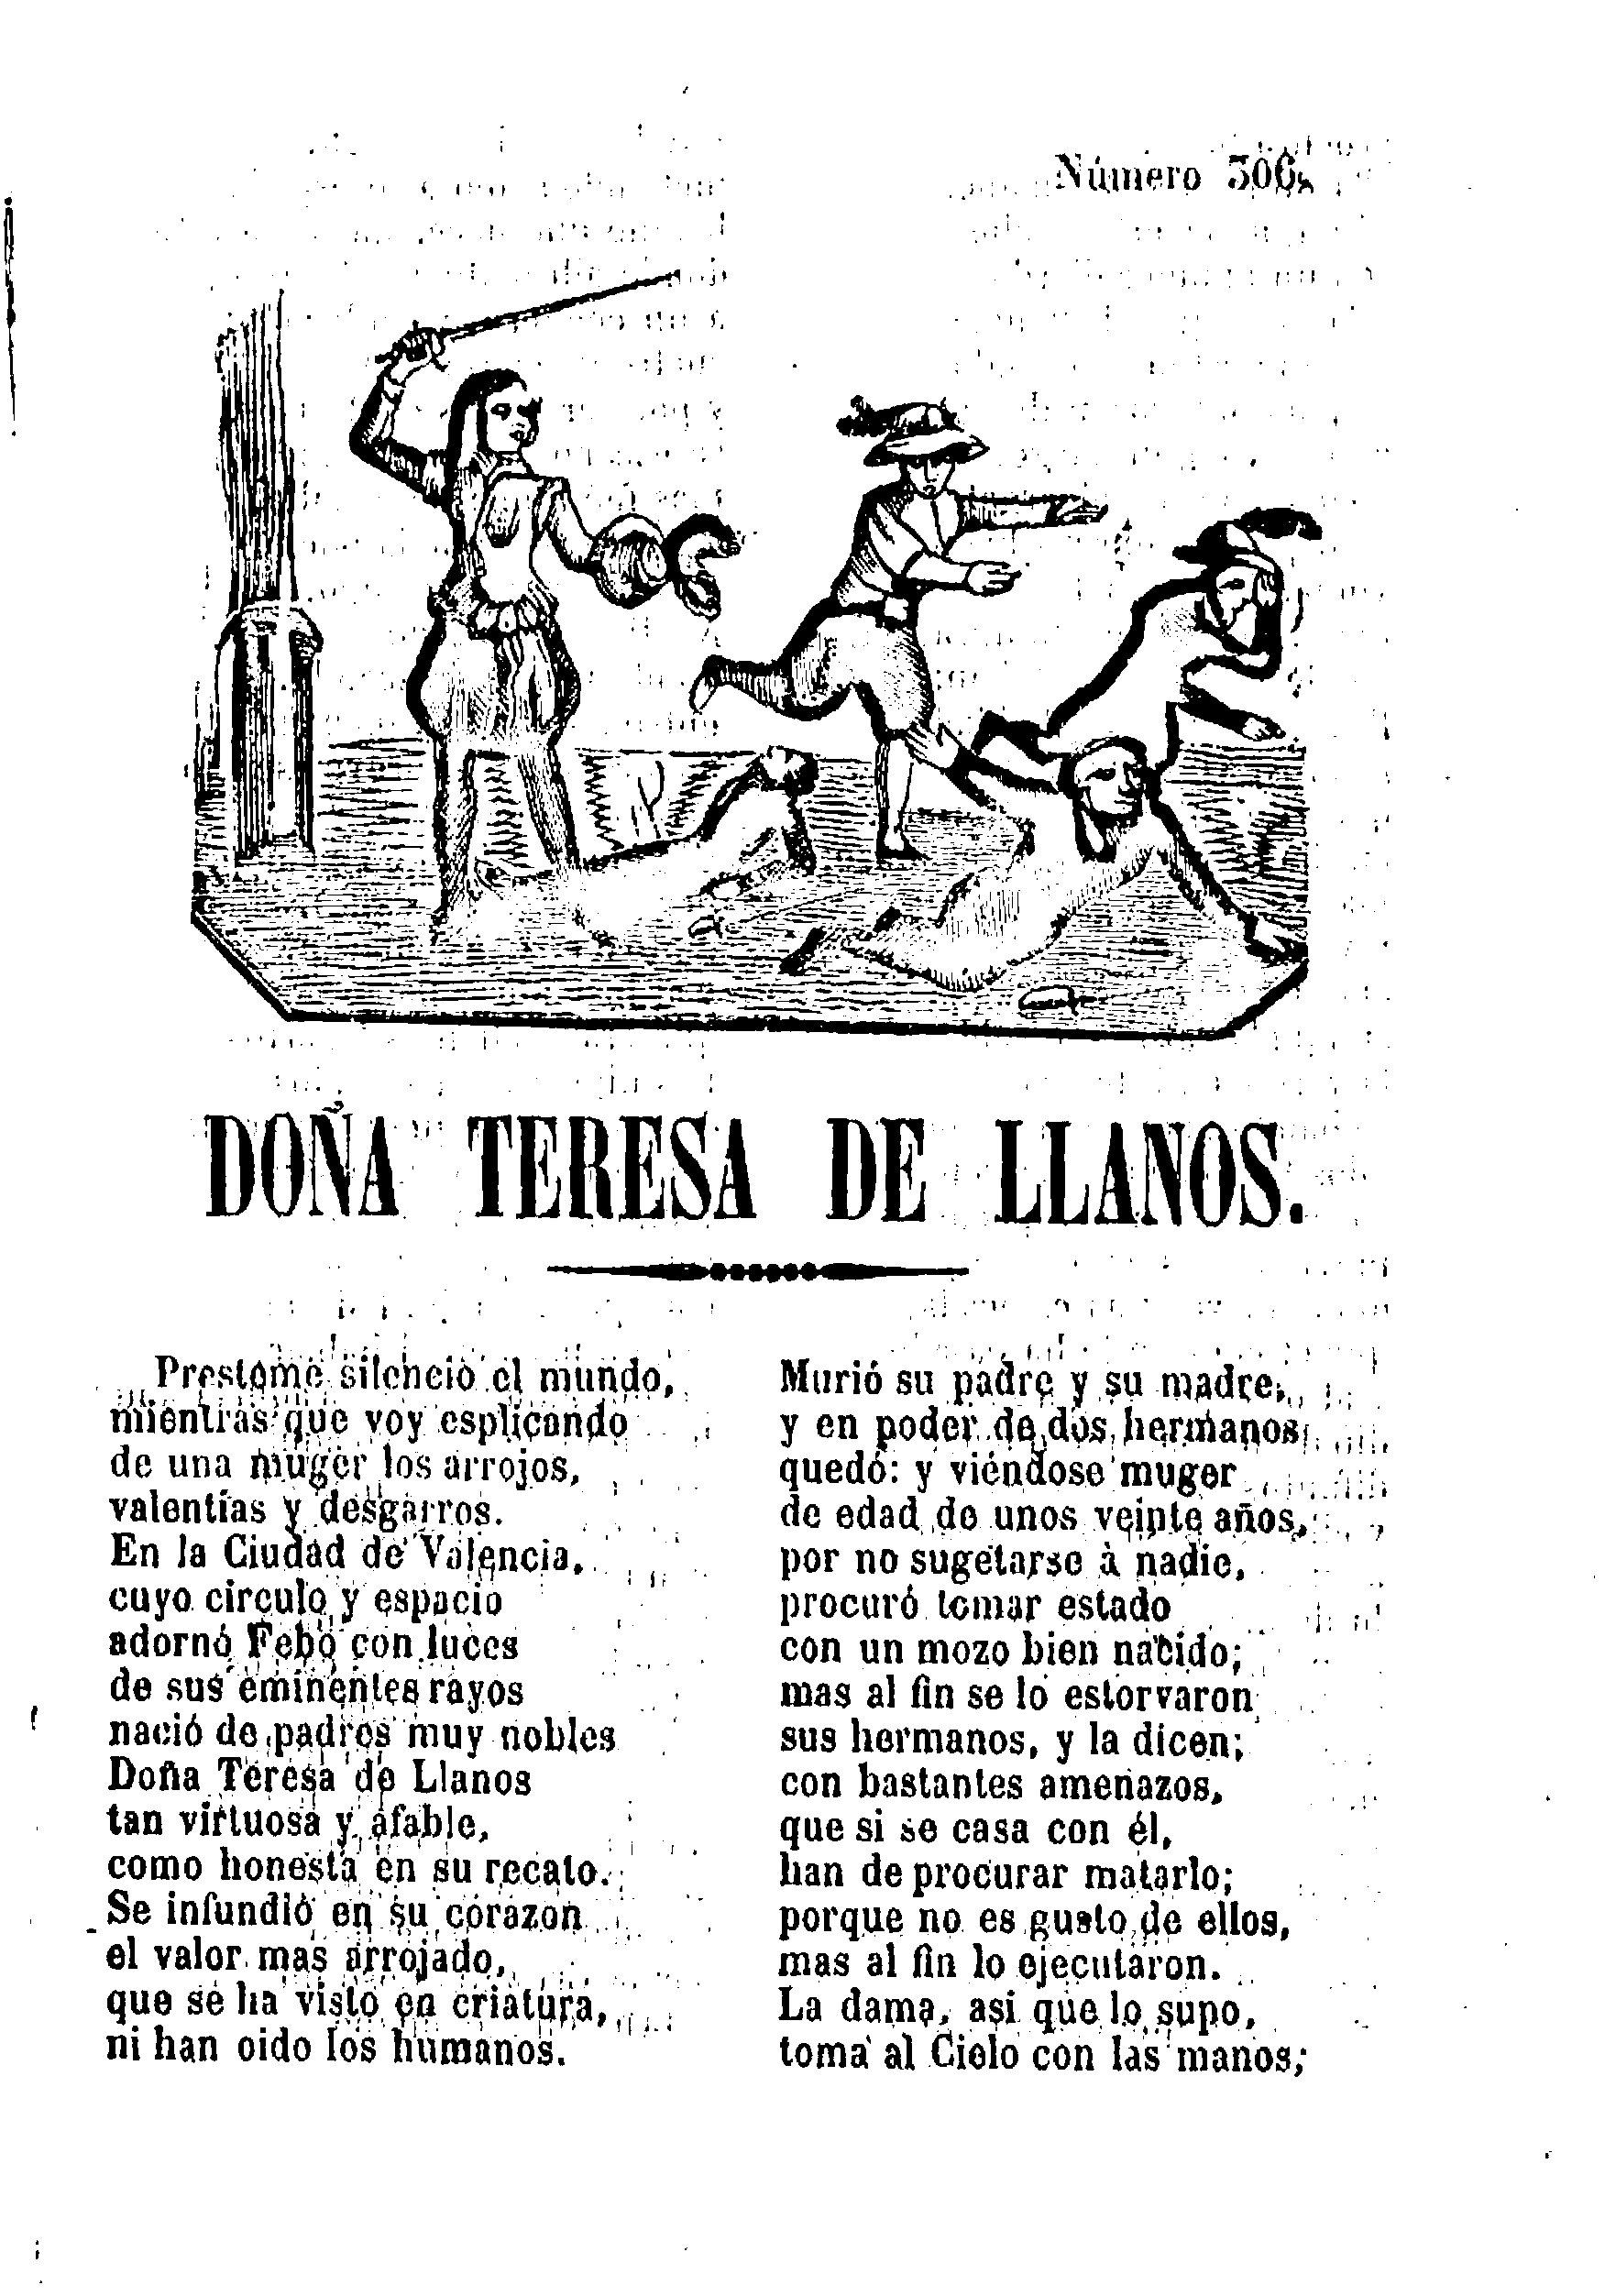 Número 306.
DOÑA TERESA DE LLANOS.
Prestame silencio el mundo,
mientras que voy esplicando
de una muger los arrojos,
valentías y desgarros.
En la Ciudad de Valencia,
cuyo circulo y espacio
adornó Febo con luces
de sus eminentes rayos
nació de padres muy nobles
Doña Teresa de Llanos
tan virtuosa y afable,
como honesta en su recato.
Se infundió en su corazon
el valor mas arrojado,
que se ha visto en criatura,
ni han oido los humanos.
Murió su padre y su madre,
y en poder de dos hermanos
quedó: y viéndose muger
de edad de unos veinte años,
por no sugetarse à nadie,
procuró tomar estado
con un mozo bien nacido;
mas al fin se lo estorvaron
sus hermanos, y la dicen;
con bastantes amenazos,
que si se casa con él,
han de procurar matarlo;
porque no es gusto de ellos,
mas al fin lo ejecutaron.
La dama, asi que lo supo,
toma al Cielo con las manos;